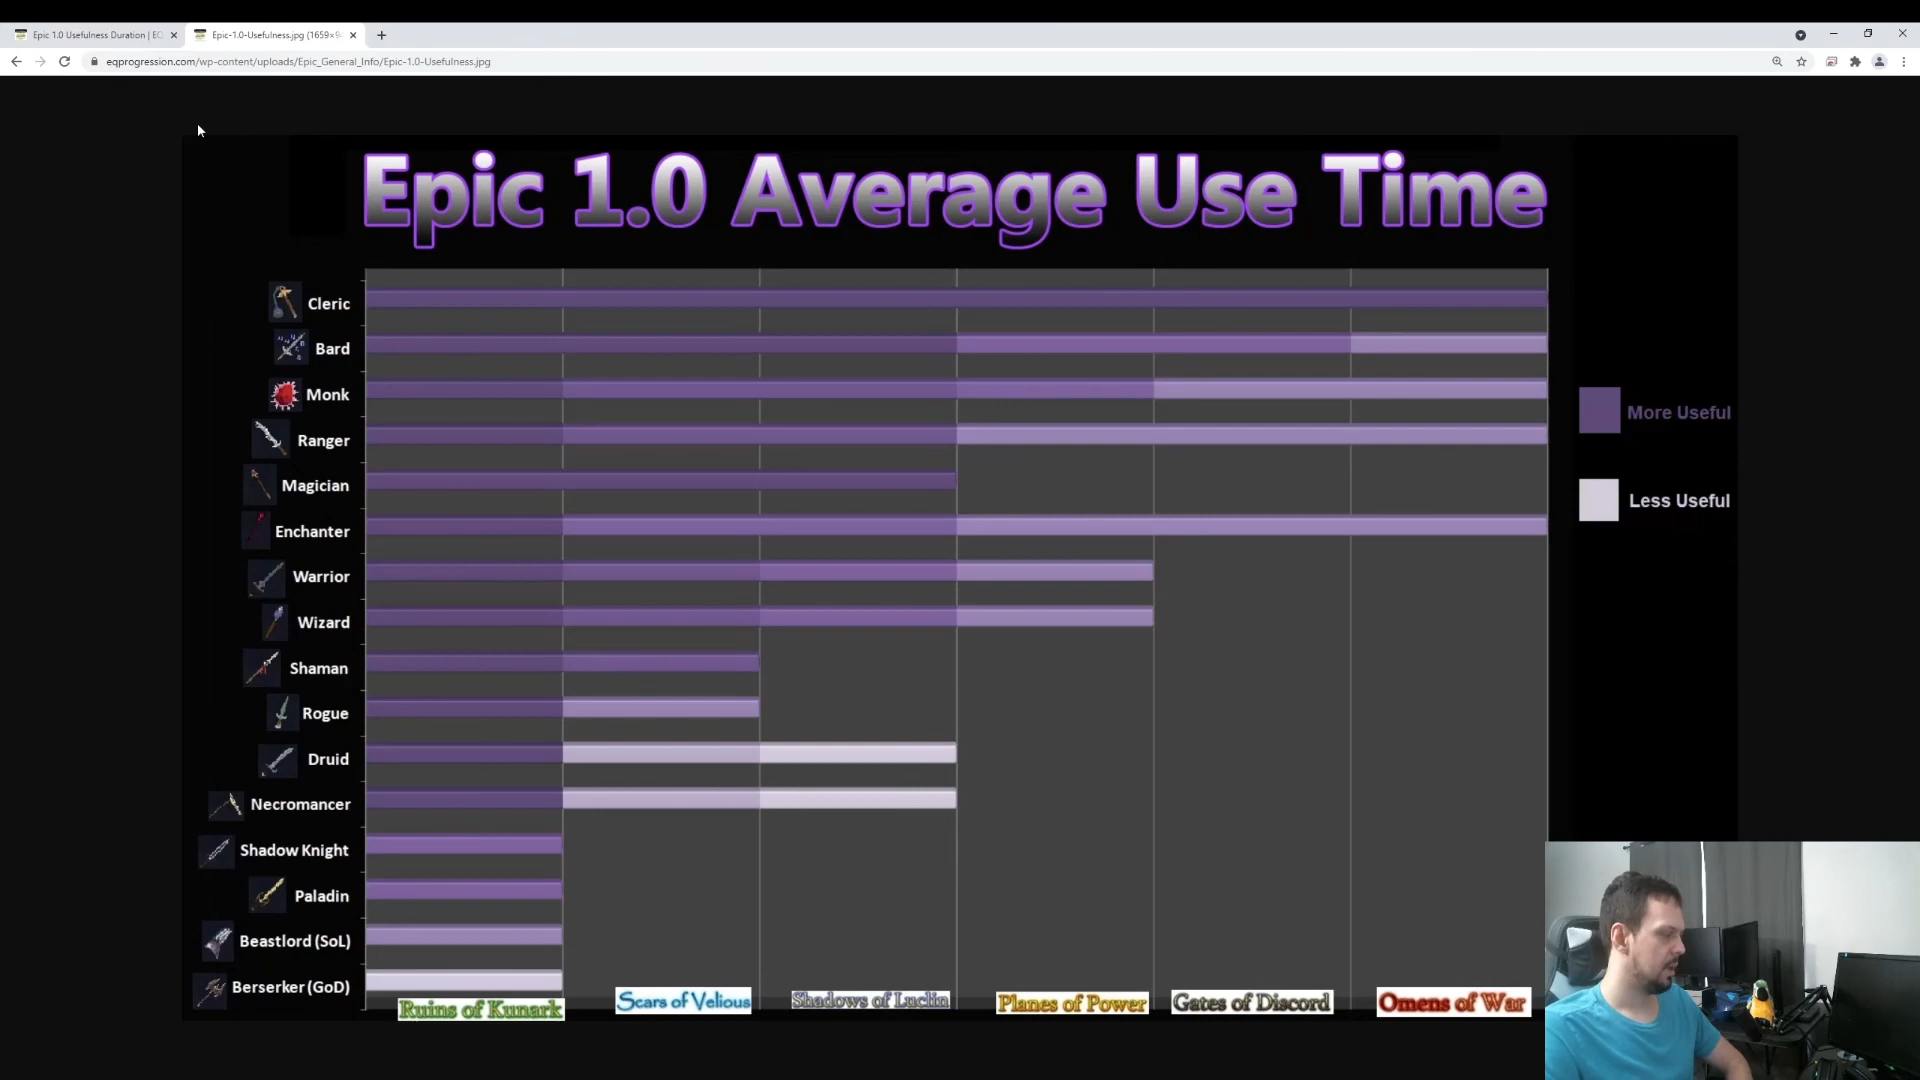 Epic 1.0 Usefulness Duration | EQ
Epic-1.0-Usefulness.jpg (1659×9
eqprogression.com/wp-content/uploads/Epic_General_Info/Epic-1.0-Usefulness.jpg
Epic 1.0 Average Use Time
Cleric
Bard
Monk
Ranger
Magician
Enchanter
Warrior
Wizard
Shaman
Rogue
Druid
Necromancer
Shadow Knight
Paladin
Beastlord (SoL)
Berserker (GoD)
More Useful
Less Useful
Ruins of Kunark
Scars of Velious
Shadows of Luclin
Planes of Power
Gates of Discord
Omens of War